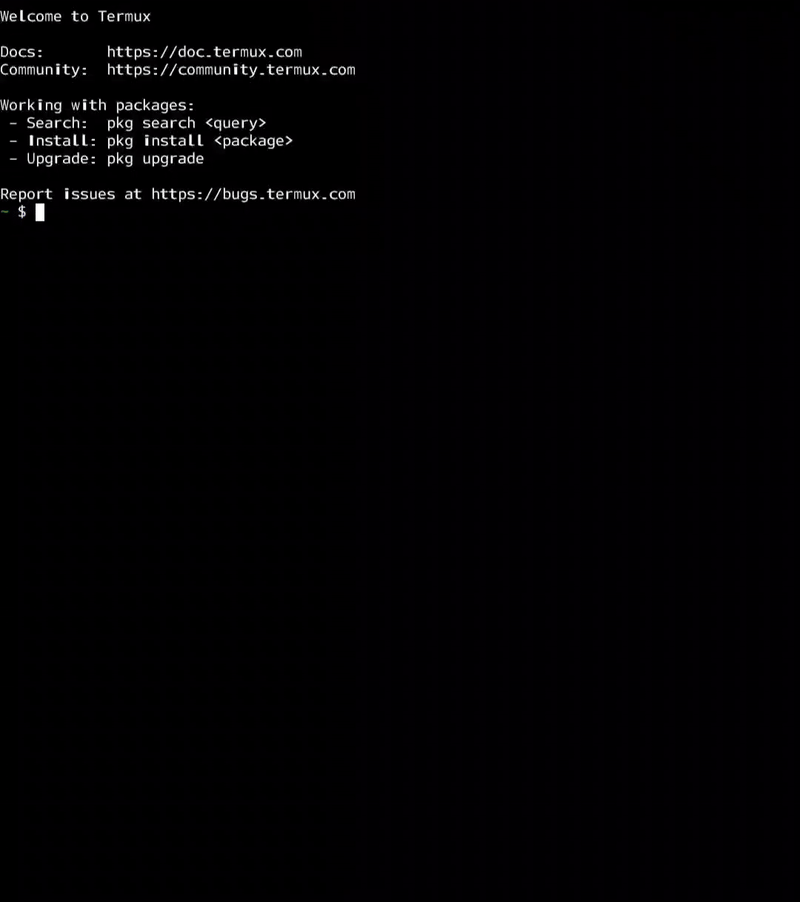 Welcome to Termux
Docs:       https://doc.termux.com
Community:  https://community.termux.com
Working with packages:
 - Search:  pkg search <query>
 - Install: pkg install <package>
 - Upgrade: pkg upgrade
Report issues at https://bugs.termux.com
~ $